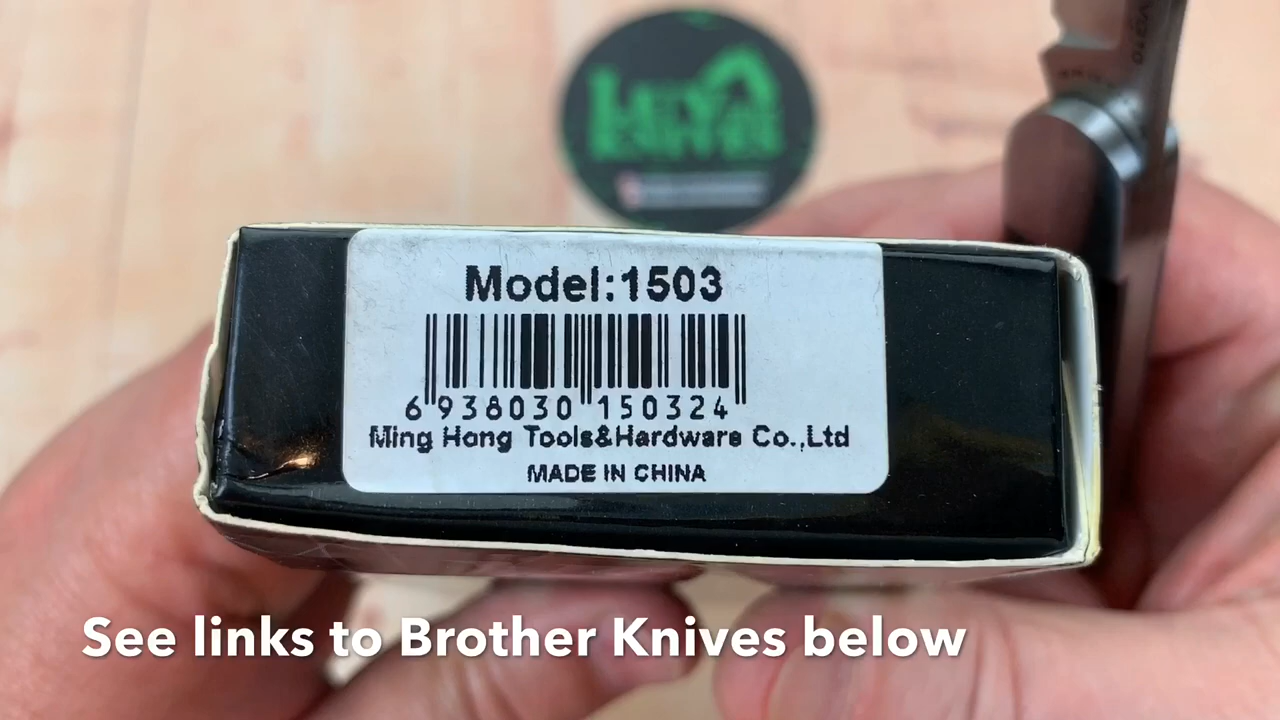 KNIVES
Model:1503
6 938030 150324
Ming Hong Tools&Hardware Co.,Ltd
MADE IN CHINA
See links to Brother Knives below